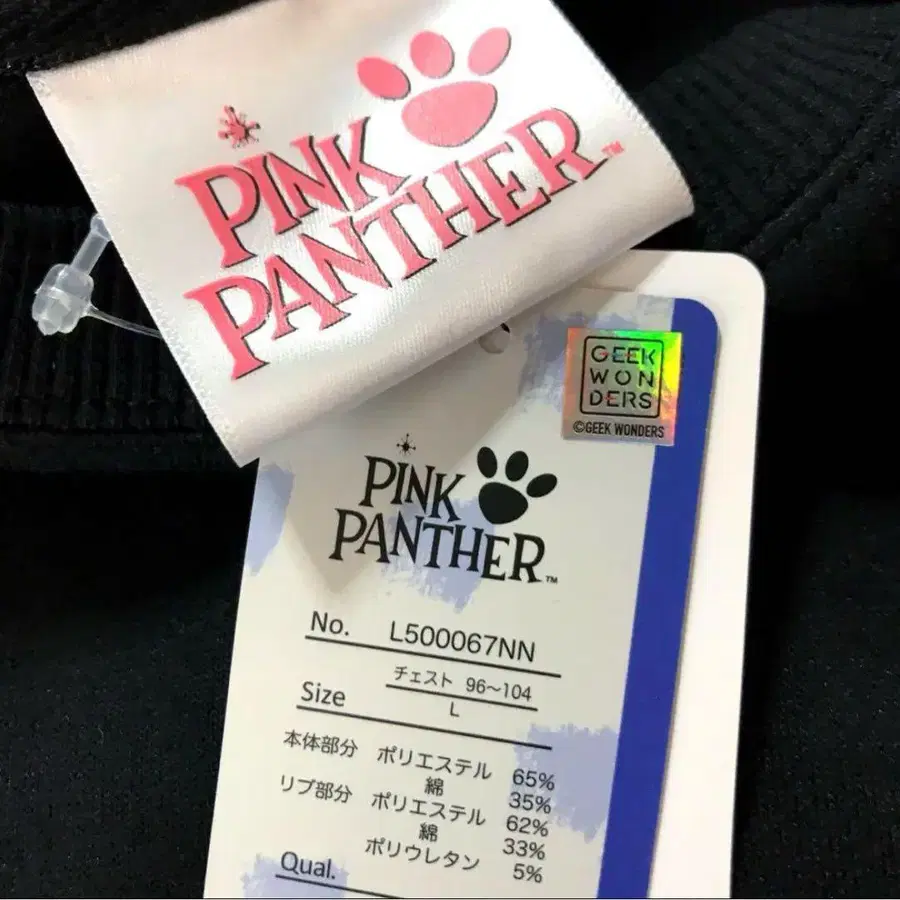 PINK
PANTHER™
GEEK
WON
DERS
©GEEK WONDERS
PINK
PANTHER™
No. L500067NN
チェスト 96〜104
Size L
本体部分 ポリエステル 65%
綿 35%
リブ部分 ポリエステル 62%
綿 33%
ポリウレタン 5%
Qual.